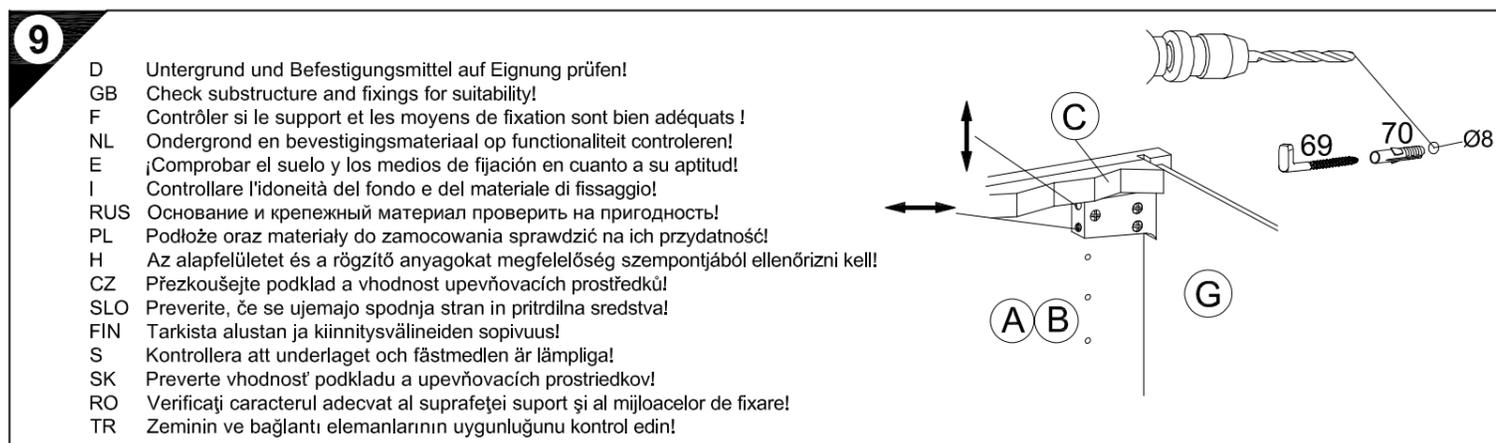 9
D Untergrund und Befestigungsmittel auf Eignung prüfen!
GB Check substructure and fixings for suitability!
F Contrôler si le support et les moyens de fixation sont bien adéquats !
NL Ondergrond en bevestigingsmateriaal op functionaliteit controleren!
E ¡Comprobar el suelo y los medios de fijación en cuanto a su aptitud!
I Controllare l'idoneità del fondo e del materiale di fissaggio!
RUS Основание и крепежный материал проверить на пригодность!
PL Podłoże oraz materiały do zamocowania sprawdzić na ich przydatność!
H Az alapfelületet és a rögzítő anyagokat megfelelőség szempontjából ellenőrizni kell!
CZ Přezkoušejte podklad a vhodnost upevňovacích prostředků!
SLO Preverite, če se ujemajo spodnja stran in pritrdilna sredstva!
FIN Tarkista alustan ja kiinnitysvälineiden sopivuus!
S Kontrollera att underlaget och fästmedlen är lämpliga!
SK Preverte vhodnosť podkladu a upevňovacích prostriedkov!
RO Verificaţi caracterul adecvat al suprafeţei suport şi al mijloacelor de fixare!
TR Zeminin ve bağlantı elemanlarının uygunluğunu kontrol edin!
C
69
70
Ø8
A B
G